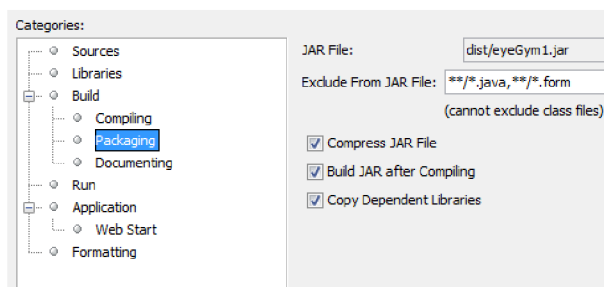 Categories:
Sources
Libraries
Build
Compiling
Packaging
Documenting
Run
Application
Web Start
Formatting
JAR File: dist/eyeGym1.jar
Exclude From JAR File: **/*.java,**/*.form
(cannot exclude class files)
Compress JAR File
Build JAR after Compiling
Copy Dependent Libraries